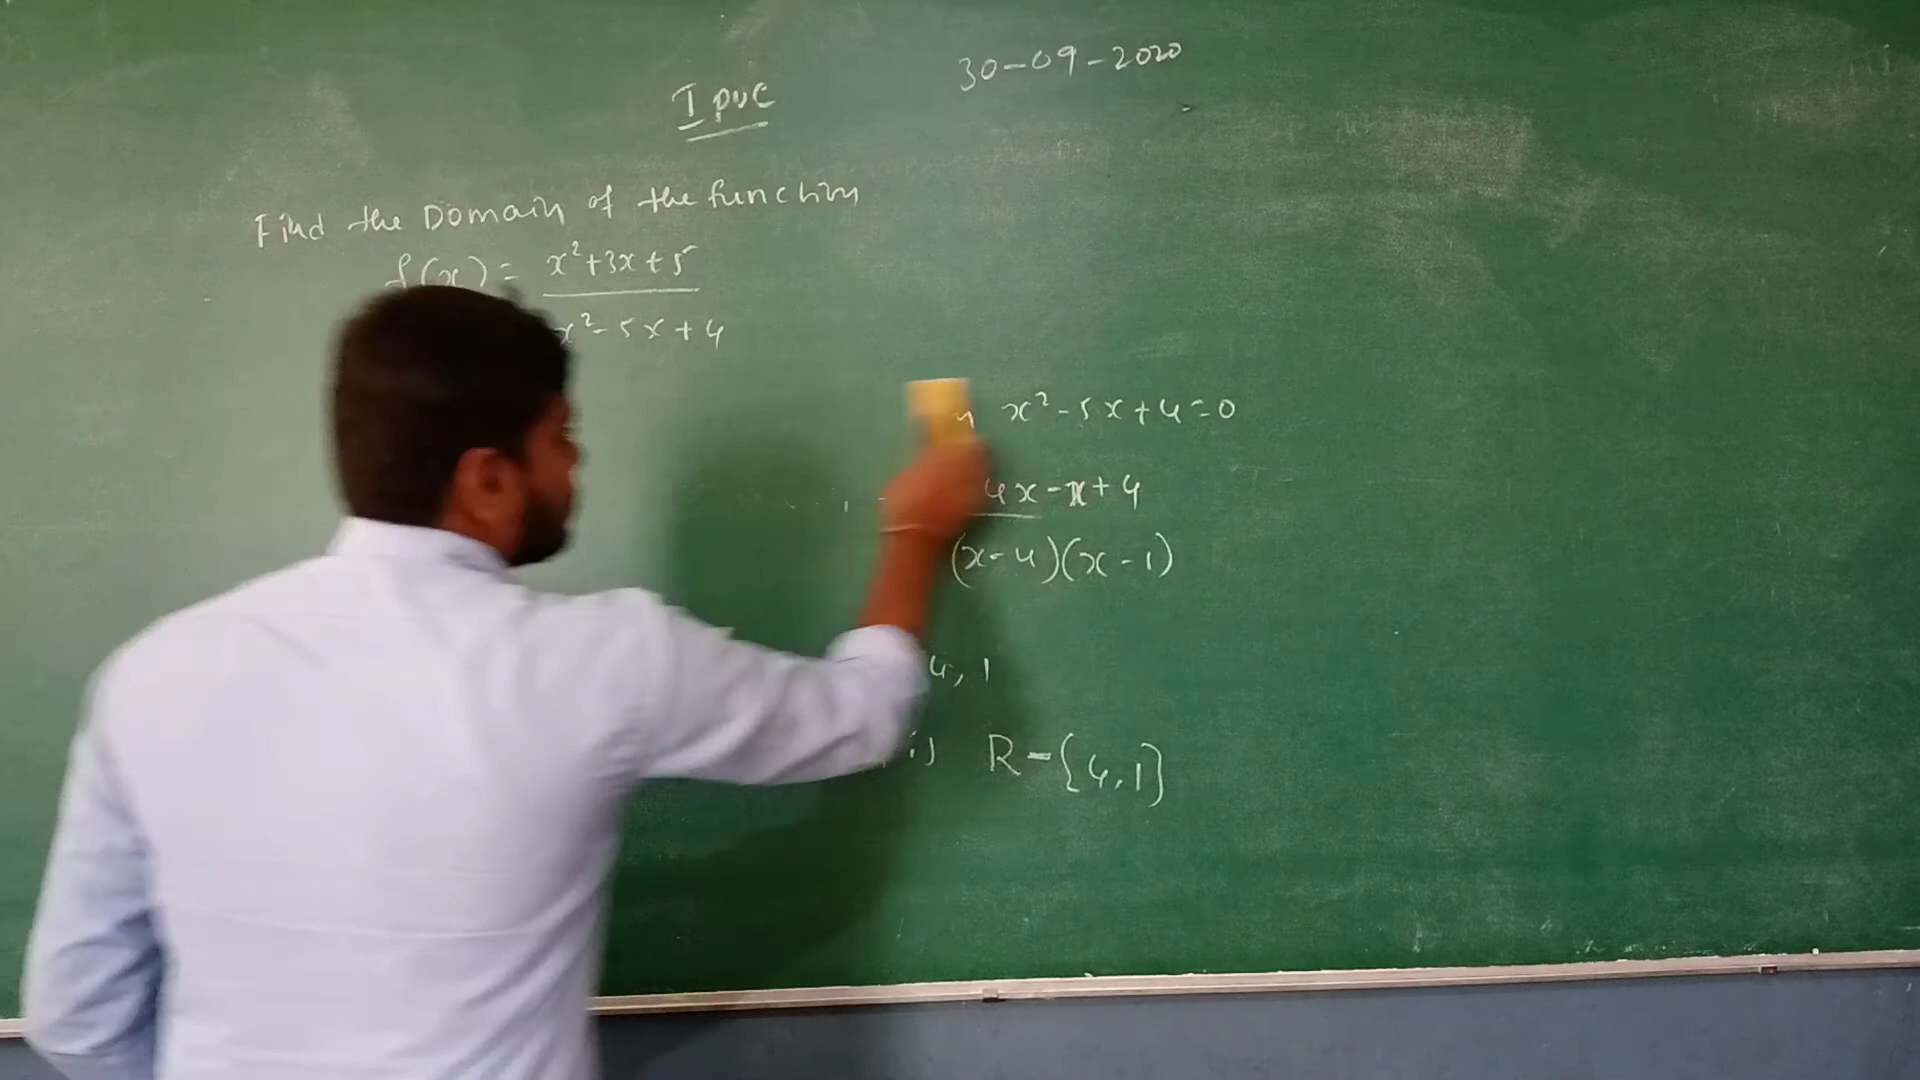 I PUC
30-09-2020
Find the Domain of the function
f(x) = x²+3x+5
x²-5x+4
x²-5x+4=0
4x-x+4
(x-4)(x-1)
4, 1
is R-{4,1}